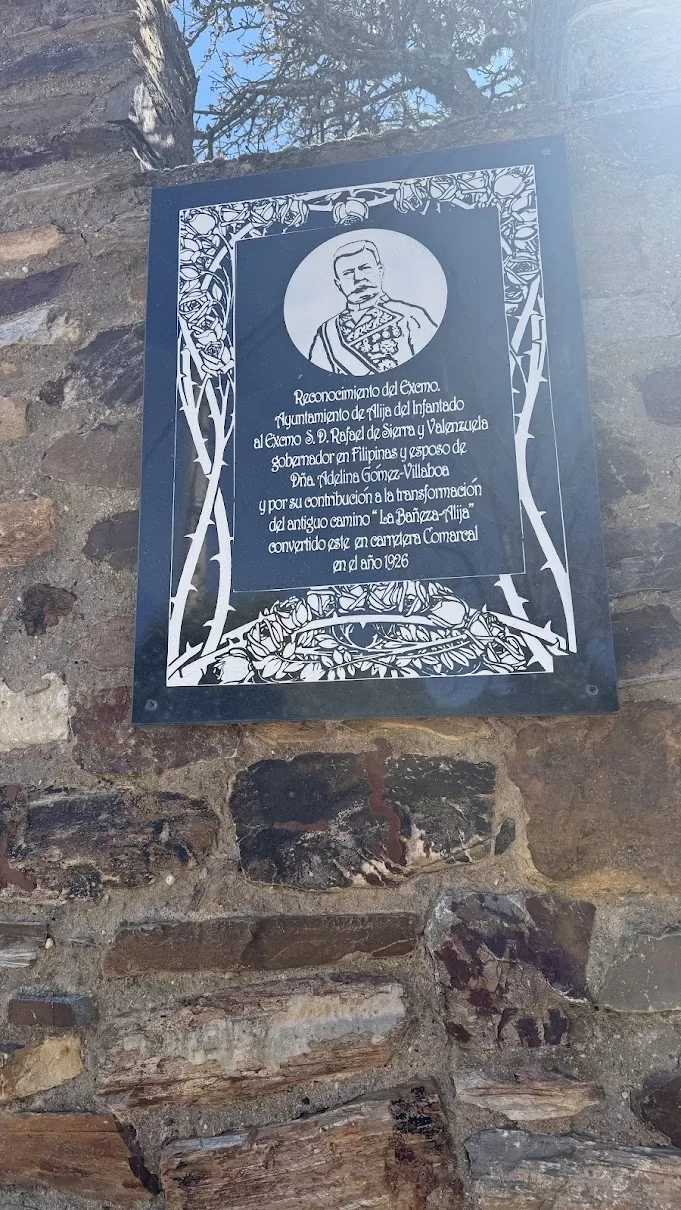 Reconocimiento del Excmo.
Ayuntamiento de Alija del Infantado
al Excmo S. D. Rafael de Sierra y Valenzuela
gobernador en Filipinas y esposo de
Dña. Adelina Gómez-Villaboa
y por su contribución a la transformación
del antiguo camino “La Bañeza-Alija”
convertido este en carretera Comarcal
en el año 1926